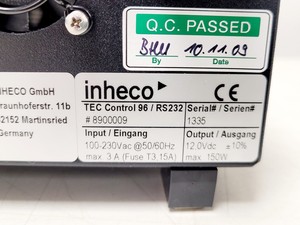 Q.C. PASSED
10.11.09
By Date
INHECO GmbH
raunhoferstr. 11b
82152 Martinsried
Germany
inheco CE
TEC Control 96 / RS232 Serial# / Serien#
# 8900009 1335
Input / Eingang Output / Ausgang
100-230Vac @50/60Hz 12.0Vdc ±10%
max 3 A (Fuse T3.15A) max 150W